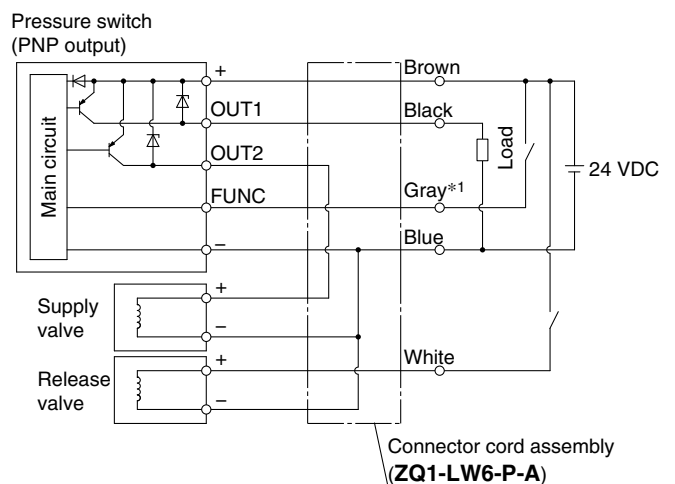 Pressure switch
(PNP output)
+
Brown
OUT1
Black
OUT2
Main circuit
Load
24 VDC
FUNC
Gray*1
–
Blue
Supply
valve
+
–
Release
valve
+
White
–
Connector cord assembly
(ZQ1-LW6-P-A)